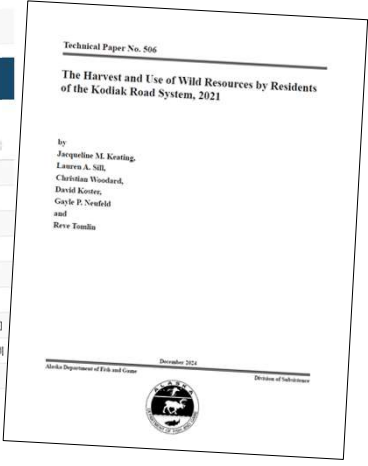 Technical Paper No. 506
The Harvest and Use of Wild Resources by Residents
of the Kodiak Road System, 2021
by
Jacqueline M. Keating,
Lauren A. Sill,
Christian Woodard,
David Koster,
Gayle P. Neufeld
and
Reve Tomlin
December 2024
Alaska Department of Fish and Game
Division of Subsistence
ALASKA